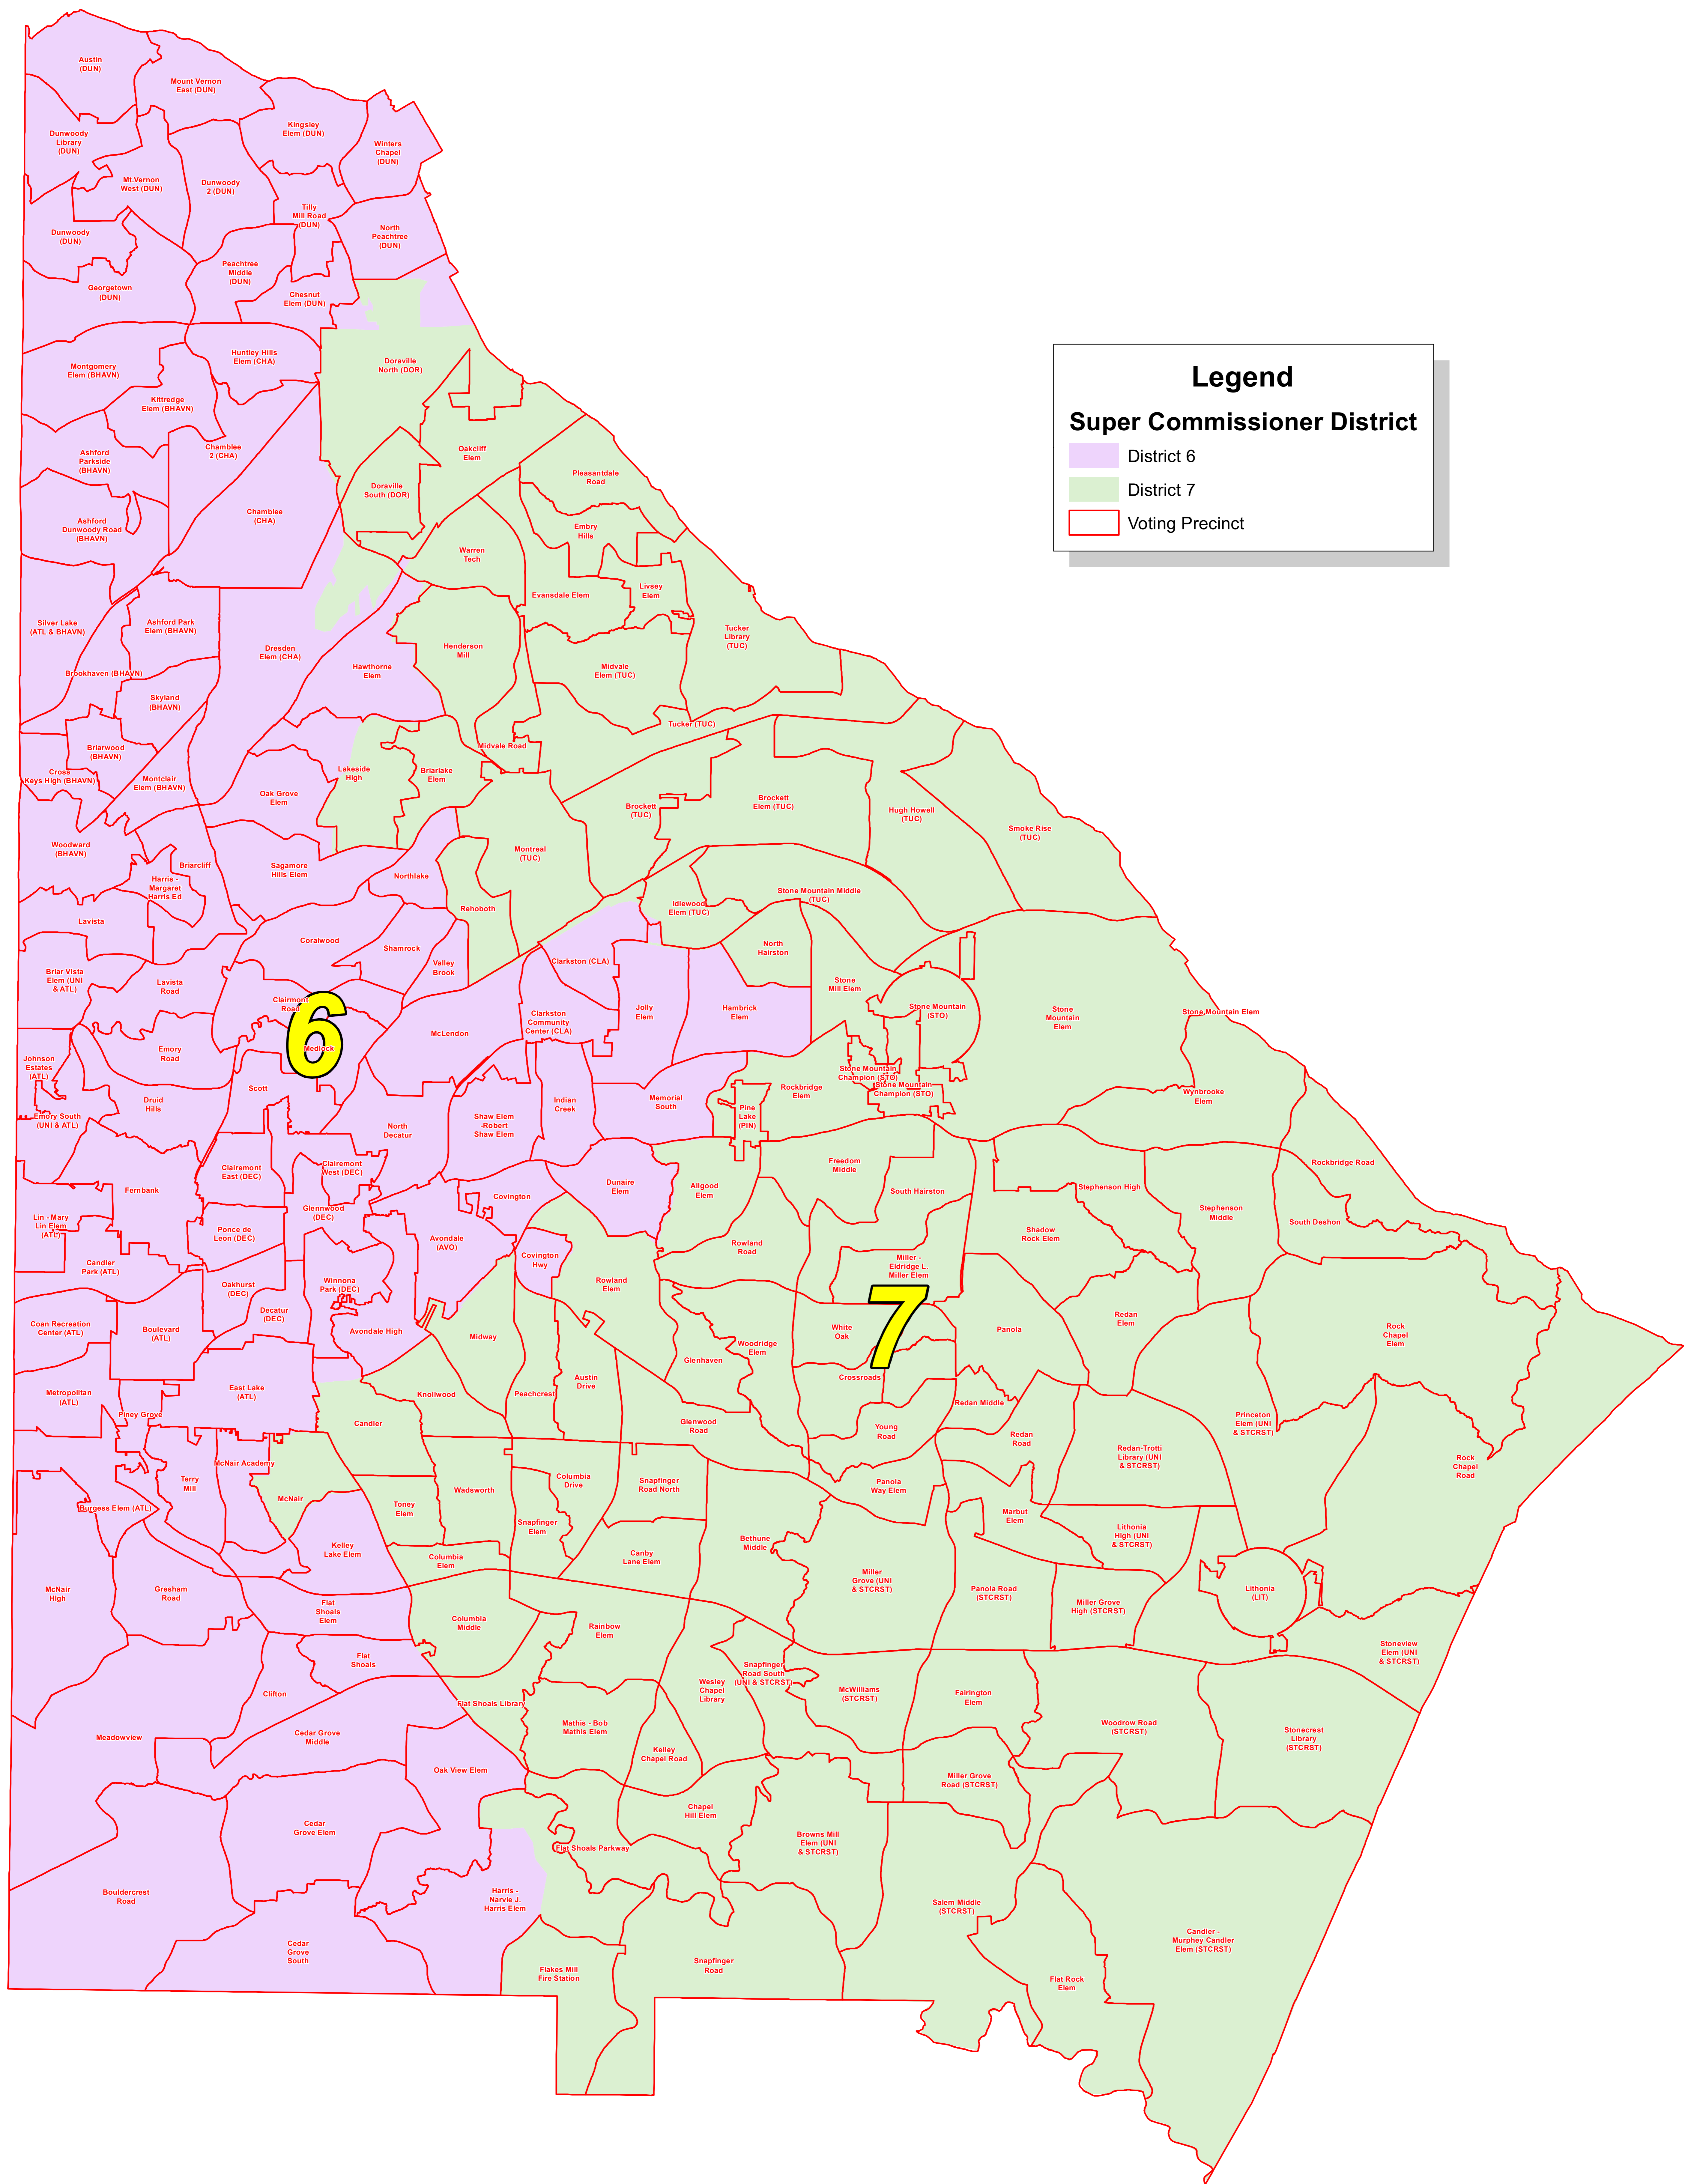 Austin
(DUN)
Mount Vernon
East (DUN)
Kingsley
Elem (DUN)
Winters
Chapel
(DUN)
Dunwoody
Library
(DUN)
Mt.Vernon
West (DUN)
Dunwoody
2 (DUN)
Tilly
Mill Road
(DUN)
North
Peachtree
(DUN)
Dunwoody
(DUN)
Peachtree
Middle
(DUN)
Georgetown
(DUN)
Chesnut
Elem (DUN)
Legend
Super Commissioner District
District 6
District 7
Voting Precinct
Montgomery
Elem (BHAVN)
Huntley Hills
Elem (CHA)
Doraville
North (DOR)
Kittredge
Elem (BHAVN)
Ashford
Parkside
(BHAVN)
Chamblee
2 (CHA)
Oakcliff
Elem
Pleasantdale
Road
Doraville
South (DOR)
Ashford
Dunwoody Road
(BHAVN)
Chamblee
(CHA)
Embry
Hills
Warren
Tech
Evansdale Elem
Livsey
Elem
Silver Lake
(ATL & BHAVN)
Ashford Park
Elem (BHAVN)
Dresden
Elem (CHA)
Henderson
Mill
Tucker
Library
(TUC)
Brookhaven (BHAVN)
Hawthorne
Elem
Midvale
Elem (TUC)
Skyland
(BHAVN)
Tucker (TUC)
Briarwood
(BHAVN)
Midvale Road
Cross
Keys High (BHAVN)
Montclair
Elem (BHAVN)
Lakeside
High
Briarlake
Elem
Oak Grove
Elem
Brockett
(TUC)
Brockett
Elem (TUC)
Hugh Howell
(TUC)
Smoke Rise
(TUC)
Woodward
(BHAVN)
Briarcliff
Sagamore
Hills Elem
Montreal
(TUC)
Harris -
Margaret
Harris Ed
Northlake
Stone Mountain Middle
(TUC)
Lavista
Rehoboth
Idlewood
Elem (TUC)
Coralwood
Shamrock
North
Hairston
Briar Vista
Elem (UNI
& ATL)
Lavista
Road
Valley
Brook
Clarkston (CLA)
Stone
Mill Elem
Clairmont
Road
6
Medlock
McLendon
Clarkston
Community
Center (CLA)
Jolly
Elem
Hambrick
Elem
Stone Mountain
(STO)
Stone
Mountain
Elem
Stone Mountain Elem
Johnson
Estates
(ATL)
Emory
Road
Scott
Stone Mountain
Champion (STO)
Stone Mountain
Champion (STO)
Rockbridge
Elem
Wynbrooke
Elem
Emory South
(UNI & ATL)
Druid
Hills
North
Decatur
Shaw Elem
-Robert
Shaw Elem
Indian
Creek
Memorial
South
Pine
Lake
(PIN)
Clairemont
East (DEC)
Clairemont
West (DEC)
Fernbank
Dunaire
Elem
Allgood
Elem
Freedom
Middle
South Hairston
Stephenson High
Rockbridge Road
Covington
Glennwood
(DEC)
Stephenson
Middle
South Deshon
Lin - Mary
Lin Elem
(ATL)
Ponce de
Leon (DEC)
Avondale
(AVO)
Rowland
Road
Shadow
Rock Elem
Candler
Park (ATL)
Covington
Hwy
Miller -
Eldridge L.
Miller Elem
7
Oakhurst
(DEC)
Winnona
Park (DEC)
Rowland
Elem
Decatur
(DEC)
Coan Recreation
Center (ATL)
Boulevard
(ATL)
Avondale High
Midway
Woodridge
Elem
White
Oak
Panola
Redan
Elem
Rock
Chapel
Elem
Glenhaven
Crossroads
Metropolitan
(ATL)
East Lake
(ATL)
Knollwood
Peachcrest
Austin
Drive
Piney Grove
Candler
Glenwood
Road
Young
Road
Redan Middle
Princeton
Elem (UNI
& STCRST)
Redan
Road
Redan-Trotti
Library (UNI
& STCRST)
McNair Academy
Terry
Mill
Rock
Chapel
Road
McNair
Burgess Elem (ATL)
Toney
Elem
Wadsworth
Columbia
Drive
Snapfinger
Road North
Panola
Way Elem
Snapfinger
Elem
Marbut
Elem
Lithonia
High (UNI
& STCRST)
Kelley
Lake Elem
Columbia
Elem
Canby
Lane Elem
Bethune
Middle
McNair
High
Gresham
Road
Miller
Grove (UNI
& STCRST)
Panola Road
(STCRST)
Miller Grove
High (STCRST)
Lithonia
(LIT)
Flat
Shoals
Elem
Columbia
Middle
Rainbow
Elem
Flat
Shoals
Stoneview
Elem (UNI
& STCRST)
Clifton
Flat Shoals Library
Wesley
Chapel
Library
Snapfinger
Road South
(UNI & STCRST)
McWilliams
(STCRST)
Fairington
Elem
Meadowview
Cedar Grove
Middle
Mathis - Bob
Mathis Elem
Woodrow Road
(STCRST)
Stonecrest
Library
(STCRST)
Oak View Elem
Kelley
Chapel Road
Miller Grove
Road (STCRST)
Cedar
Grove Elem
Chapel
Hill Elem
Flat Shoals Parkway
Browns Mill
Elem (UNI
& STCRST)
Bouldercrest
Road
Harris -
Narvie J.
Harris Elem
Salem Middle
(STCRST)
Candler -
Murphey Candler
Elem (STCRST)
Cedar
Grove
South
Flakes Mill
Fire Station
Snapfinger
Road
Flat Rock
Elem